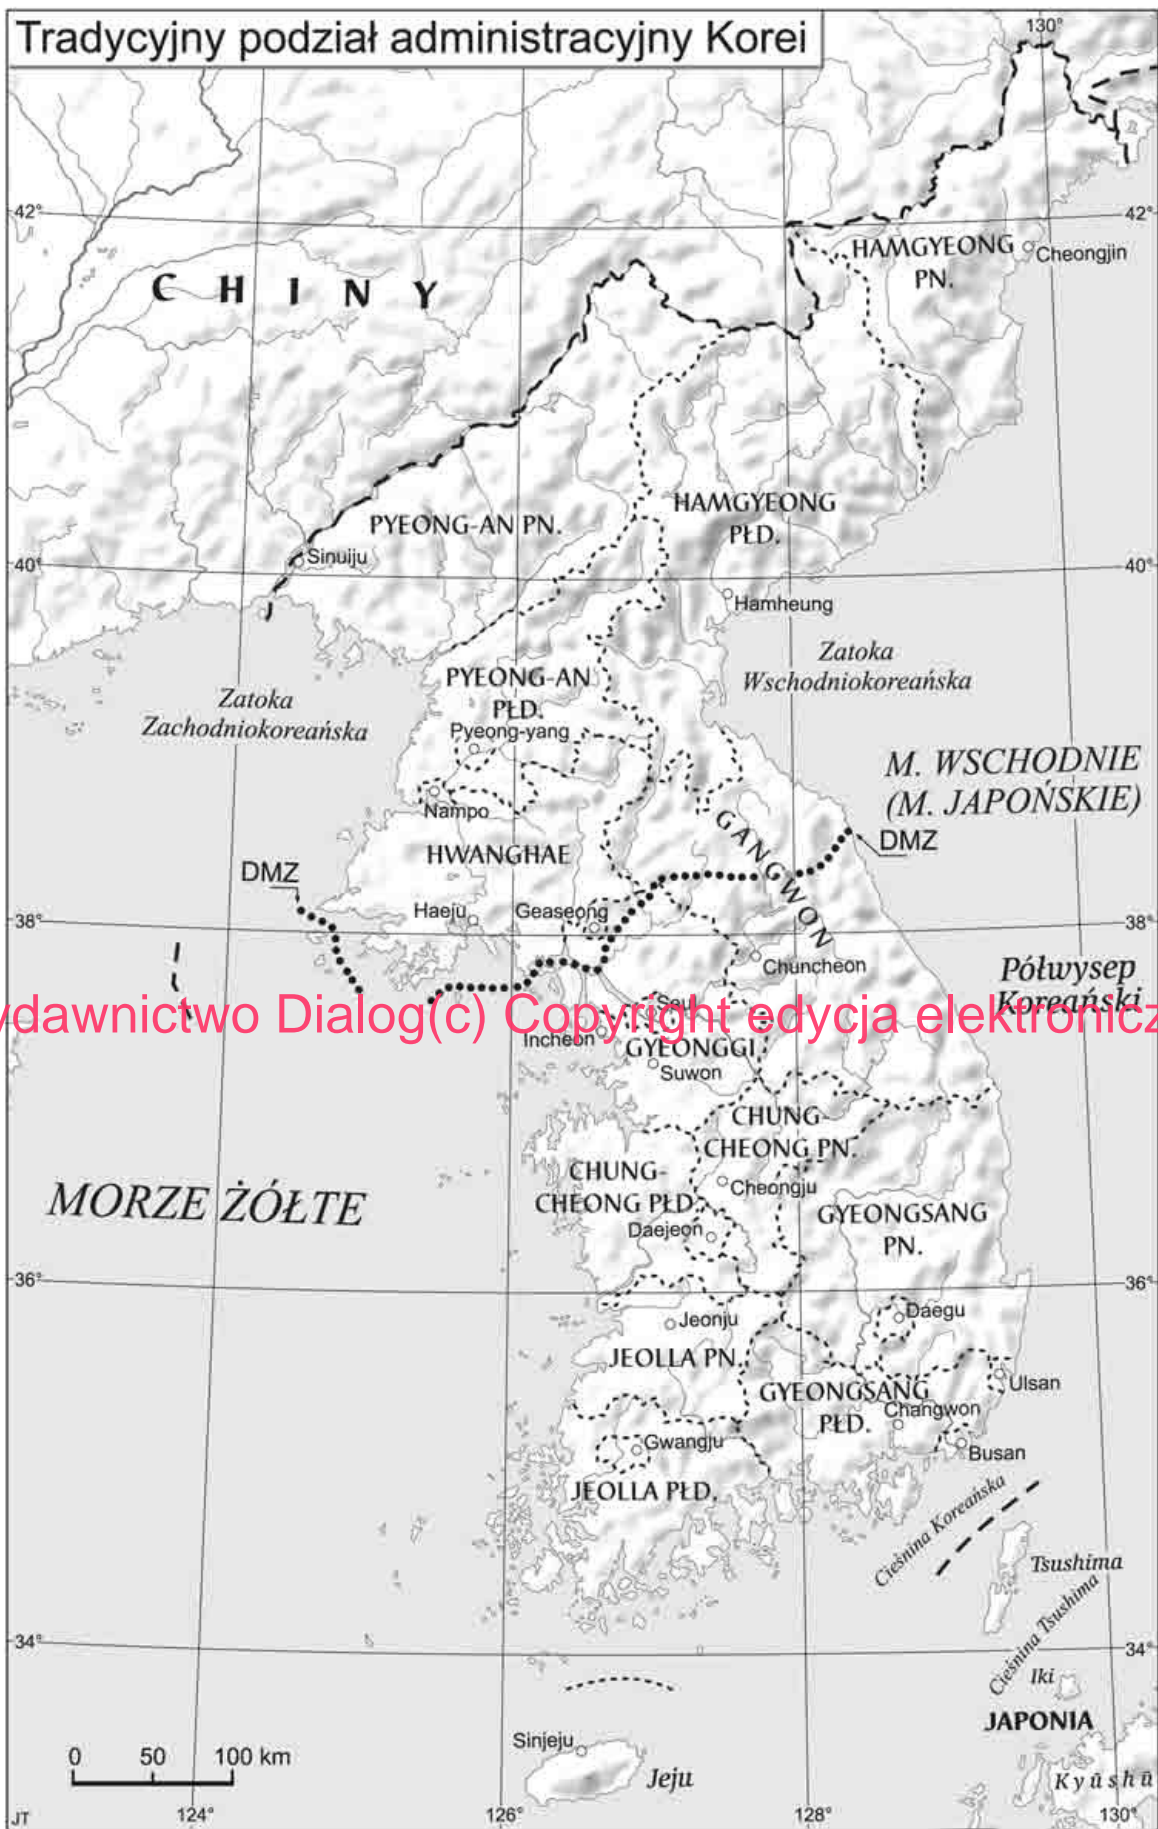 Tradycyjny podział administracyjny Korei
130°
42°
42°
HAMGYEONG
PN.
Cheongjin
CHINY
HAMGYEONG
PŁD.
PYEONG-AN PN.
Sinuiju
40°
40°
Hamheung
Zatoka
Wschodniokoreańska
PYEONG-AN
PŁD.
Zatoka
Zachodniokoreańska
Pyeong-yang
M. WSCHODNIE
(M. JAPOŃSKIE)
Nampo
GANGWON
DMZ
HWANGHAE
DMZ
Haeju
Geaseong
38°
38°
Chuncheon
Półwysep
Koreański
ydawnictwo Dialog(c) Copyright edycja elektronicz
Seul
Incheon
GYEONGGI
Suwon
CHUNG-
CHEONG PN.
CHUNG-
CHEONG PŁD.
Cheongju
MORZE ŻÓŁTE
Daejeon
GYEONGSANG
PN.
36°
36°
Jeonju
Daegu
JEOLLA PN.
Ulsan
GYEONGSANG
PŁD.
Changwon
Gwangju
Busan
JEOLLA PŁD.
Cieśnina Koreańska
Tsushima
Cieśnina Tsushima
34°
34°
Iki
JAPONIA
Sinjeju
Jeju
Kyūshū
0 50 100 km
JT
124°
126°
128°
130°